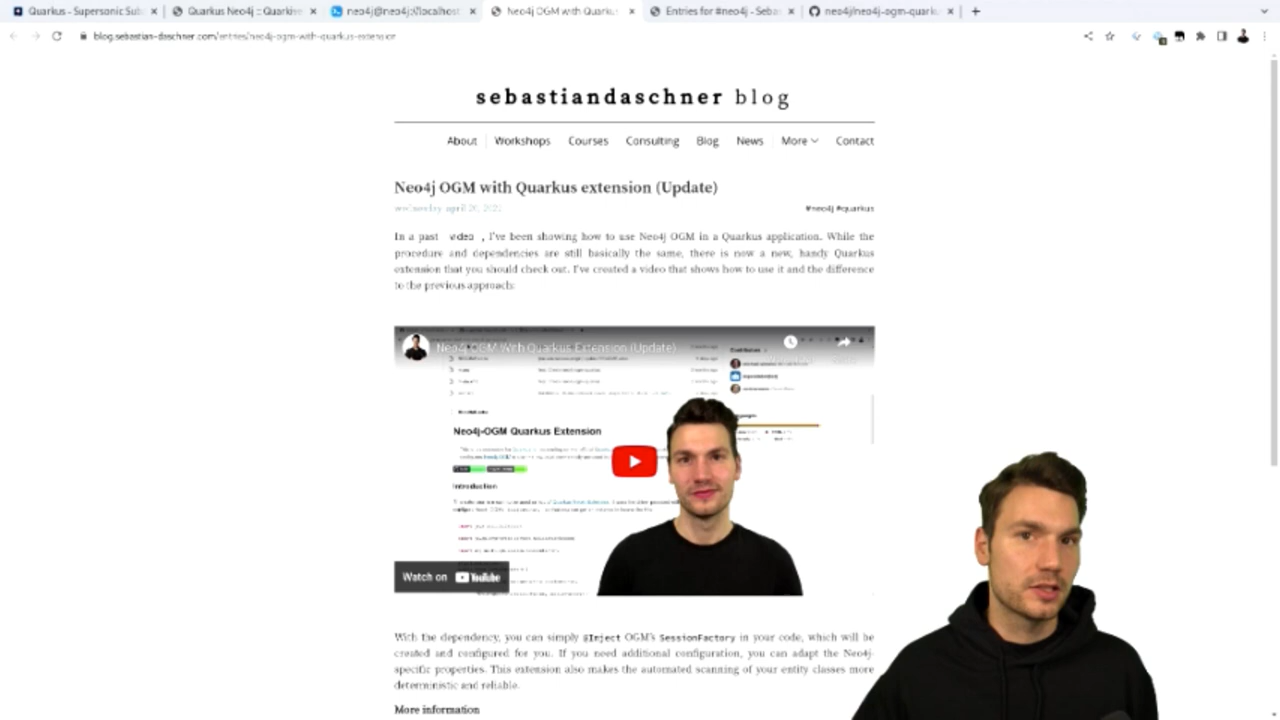 Quarkus - Supersonic Sub
Quarkus Neo4j :: Quarkus
neo4j@neo4j://localhost
Neo4j OGM with Quarkus
Entries for #neo4j - Sebas
neo4j/neo4j-ogm-quark
blog.sebastian-daschner.com/entries/neo4j-ogm-with-quarkus-extension
sebastiandaschner blog
About Workshops Courses Consulting Blog News More Contact
Neo4j OGM with Quarkus extension (Update)
wednesday, april 20, #neo4j #quarkus
In a past video , I've been showing how to use Neo4j OGM in a Quarkus application. While the
procedure and dependencies are still basically the same, there is now a new, handy Quarkus
extension that you should check out. I've created a video that shows how to use it and the difference
to the previous approach:
Neo4j OGM With Quarkus Extension (Update)
Neo4j-OGM Quarkus Extension
Introduction
Watch on YouTube
With the dependency, you can simply @Inject OGM's SessionFactory in your code, which will be
created and configured for you. If you need additional configuration, you can adapt the Neo4j-
specific properties. This extension also makes the automated scanning of your entity classes more
deterministic and reliable.
More information